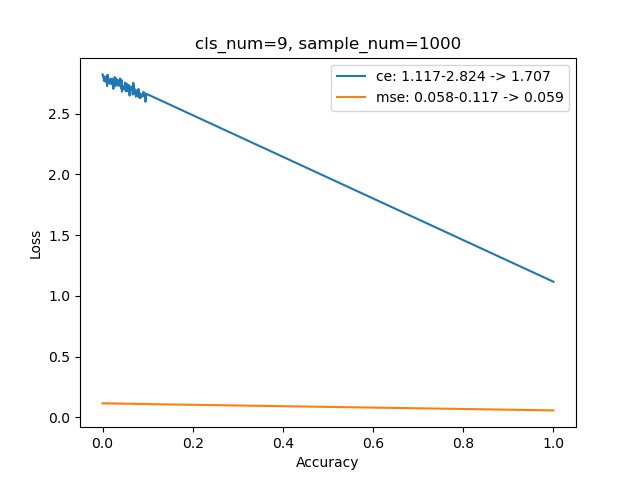 cls_num=9, sample_num=1000
ce: 1.117-2.824 -> 1.707
mse: 0.058-0.117 -> 0.059
Loss
2.5
2.0
1.5
1.0
0.5
0.0
0.0 0.2 0.4 0.6 0.8 1.0
Accuracy